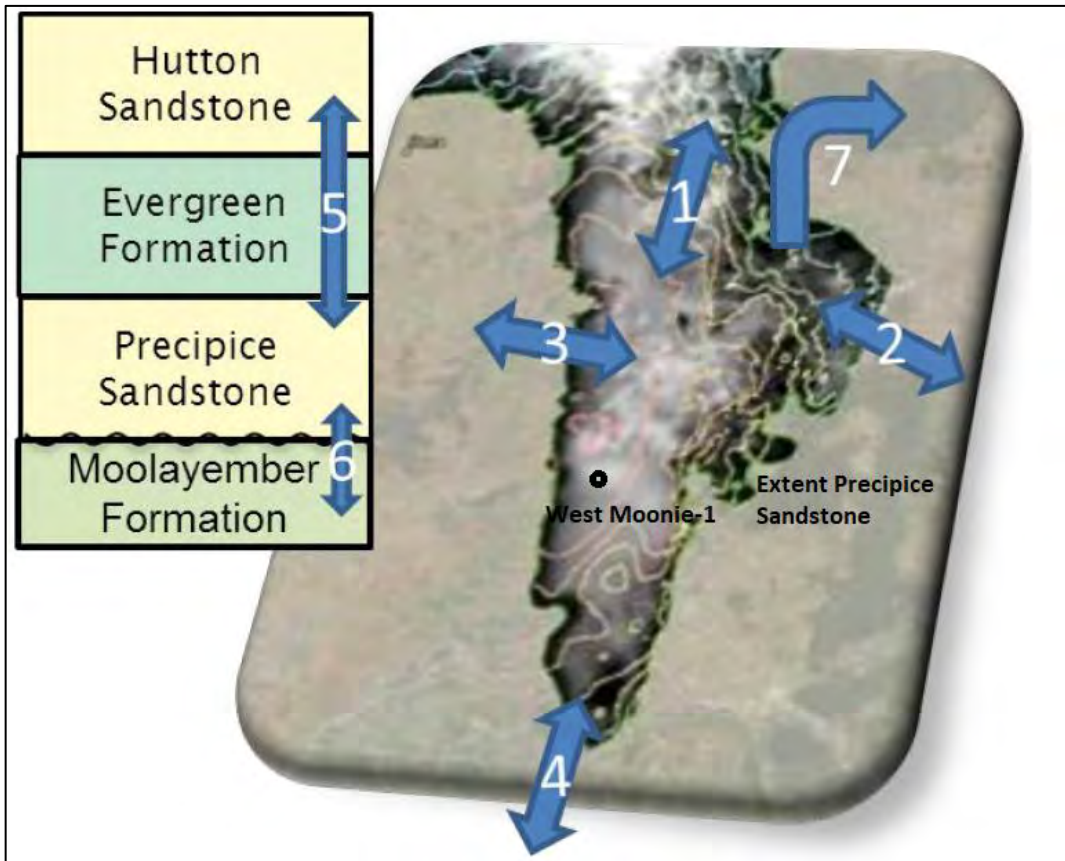 Hutton
Sandstone
Evergreen
Formation
5
Precipice
Sandstone
6
Moolayember
Formation
1
7
3
2
West Moonie-1
Extent Precipice
Sandstone
4